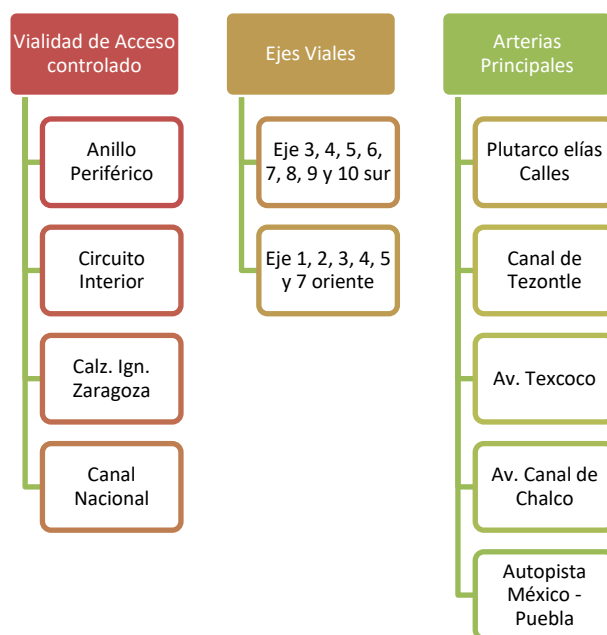 Vialidad de Acceso
controlado
Anillo
Periférico
Circuito
Interior
Calz. Ign.
Zaragoza
Canal
Nacional
Ejes Viales
Eje 3, 4, 5, 6,
7, 8, 9 y 10 sur
Eje 1, 2, 3, 4, 5
y 7 oriente
Arterias
Principales
Plutarco elías
Calles
Canal de
Tezontle
Av. Texcoco
Av. Canal de
Chalco
Autopista
México -
Puebla